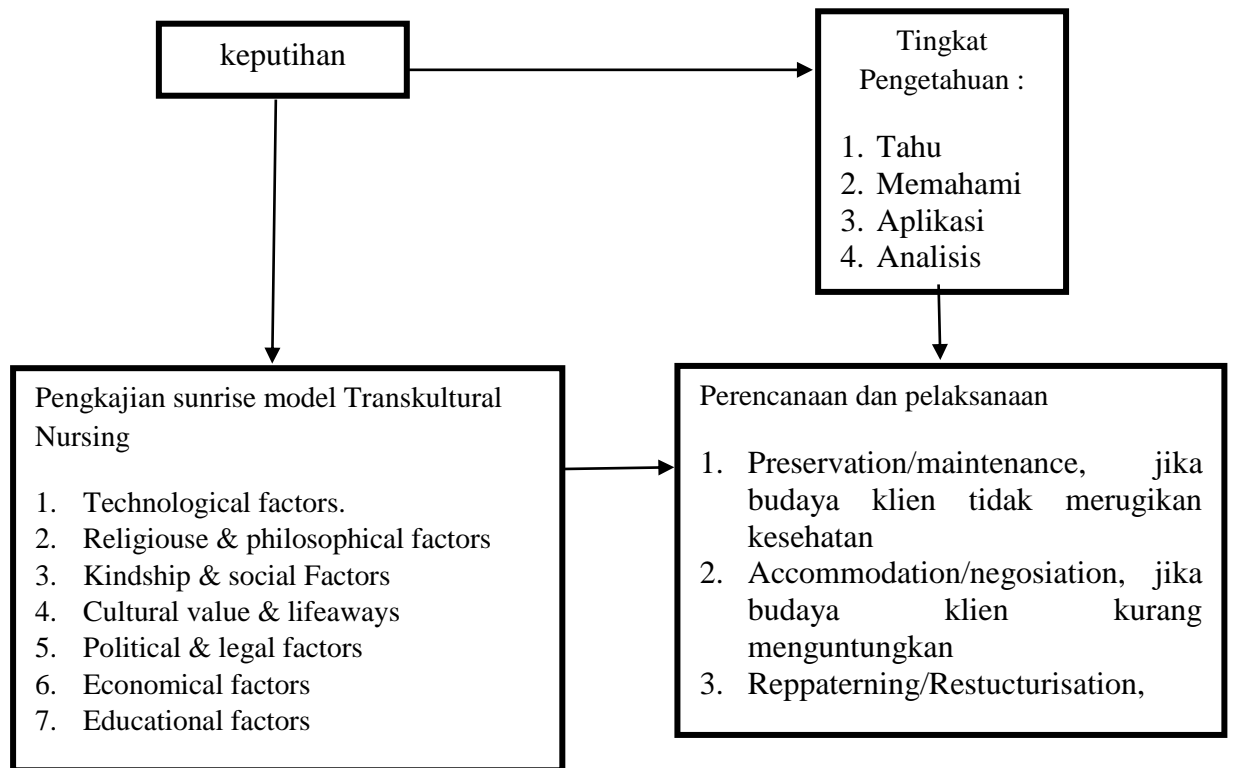 keputihan
Tingkat
Pengetahuan :
1. Tahu
2. Memahami
3. Aplikasi
4. Analisis
Pengkajian sunrise model Transkultural
Nursing
1. Technological factors.
2. Religiouse & philosophical factors
3. Kindship & social Factors
4. Cultural value & lifeaways
5. Political & legal factors
6. Economical factors
7. Educational factors
Perencanaan dan pelaksanaan
1. Preservation/maintenance, jika
budaya klien tidak merugikan
kesehatan
2. Accommodation/negosiation, jika
budaya klien kurang
menguntungkan
3. Reppaterning/Restucturisation,